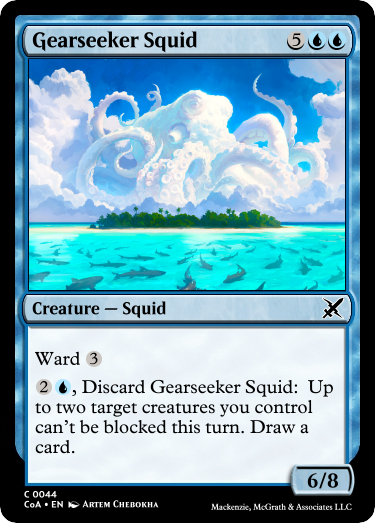 Gearseeker Squid 5
Creature — Squid
Ward 3
2, Discard Gearseeker Squid: Up
to two target creatures you control
can't be blocked this turn. Draw a
card.
6/8
C 0044
CoA • EN Artem Chebokha
Mackenzie, McGrath & Associates LLC